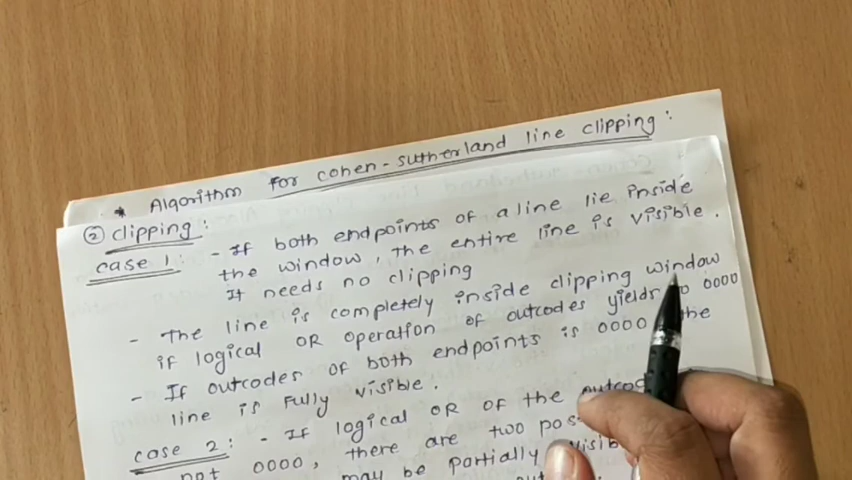 * Algorithm for cohen-sutherland line clipping :
② clipping :
case 1 : - If both endpoints of a line lie inside
the window, the entire line is visible.
It needs no clipping
- The line is completely inside clipping window
if logical OR operation of outcodes yields to 0000
- If outcodes of both endpoints is 0000 the
line is fully visible.
case 2 : - If logical OR of the
not 0000, there are two
may be partially